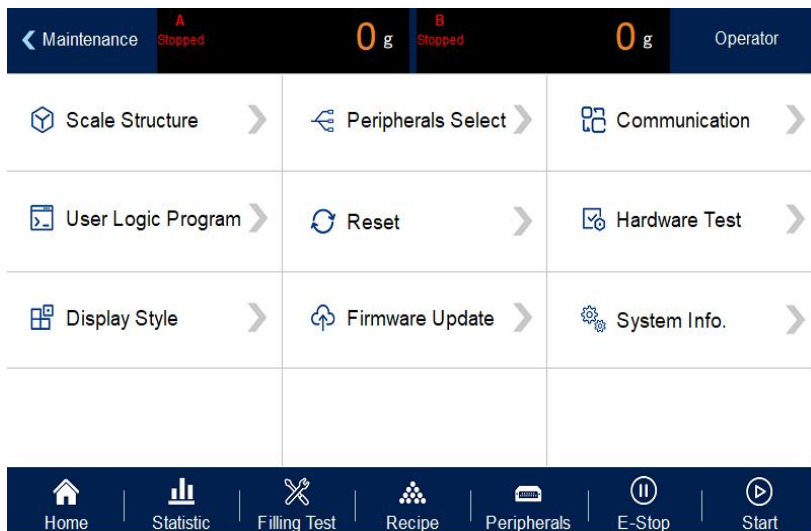 Maintenance
A
Stopped
0 g
B
Stopped
0 g
Operator
Scale Structure
Peripherals Select
Communication
User Logic Program
Reset
Hardware Test
Display Style
Firmware Update
System Info.
Home
Statistic
Filling Test
Recipe
Peripherals
E-Stop
Start